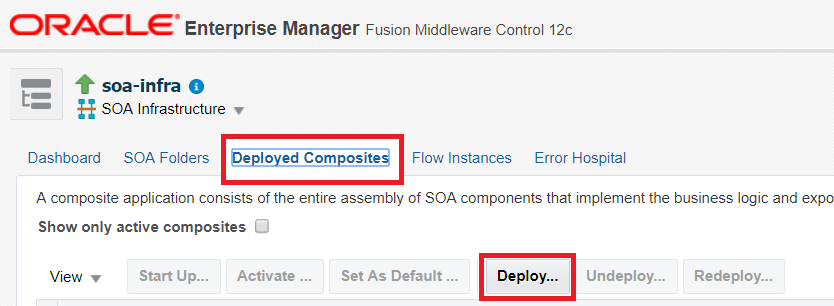 ORACLE® Enterprise Manager Fusion Middleware Control 12c
soa-infra
SOA Infrastructure
Dashboard SOA Folders Deployed Composites Flow Instances Error Hospital
A composite application consists of the entire assembly of SOA components that implement the business logic and expo
Show only active composites
View Start Up... Activate ... Set As Default ... Deploy... Undeploy... Redeploy...